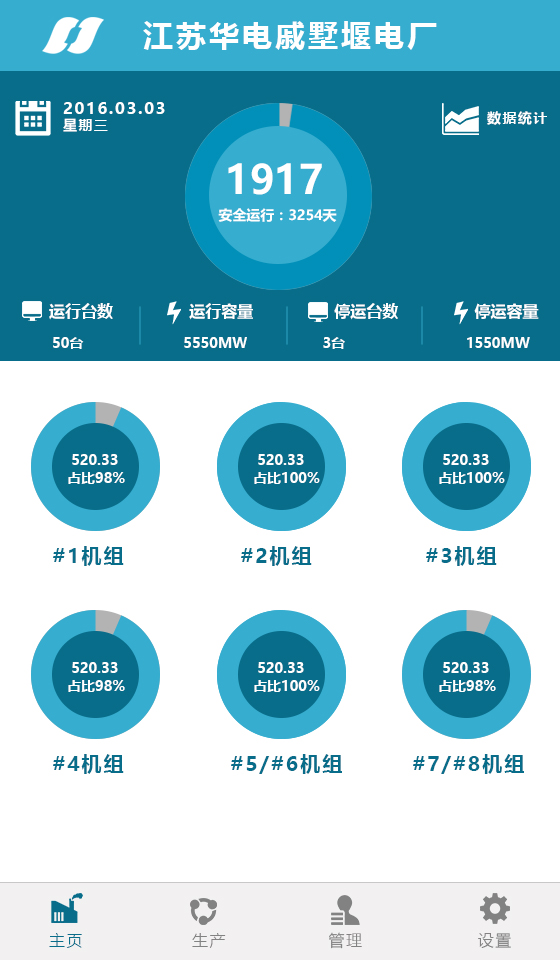 江苏华电戚墅堰电厂
2016.03.03
星期三
数据统计
1917
安全运行：3254天
运行台数
50台
运行容量
5550MW
停运台数
3台
停运容量
1550MW
520.33
占比98%
#1机组
520.33
占比100%
#2机组
520.33
占比100%
#3机组
520.33
占比98%
#4机组
520.33
占比100%
#5/#6机组
520.33
占比98%
#7/#8机组
主页
生产
管理
设置